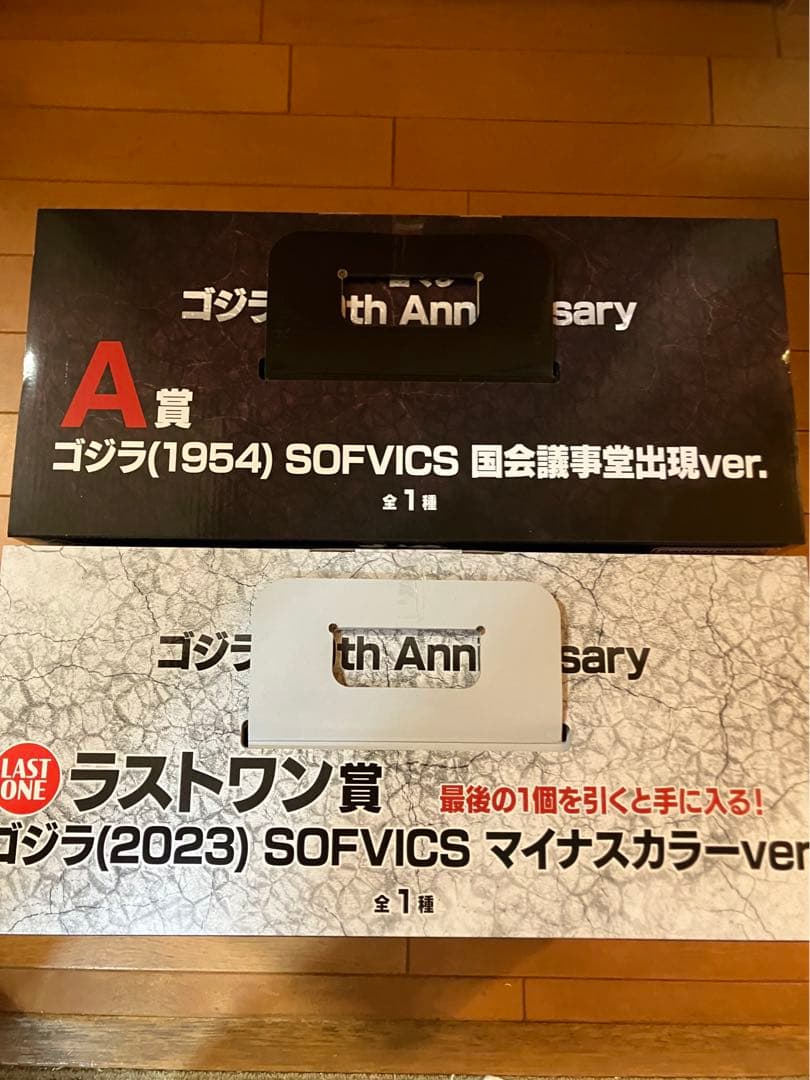 ゴジラ th Ann sary
A賞
ゴジラ(1954) SOFVICS 国会議事堂出現ver.
全1種
ゴジラ th Ann sary
LAST
ONE
ラストワン賞 最後の1個を引くと手に入る!
ゴジラ(2023) SOFVICS マイナスカラーver
全1種